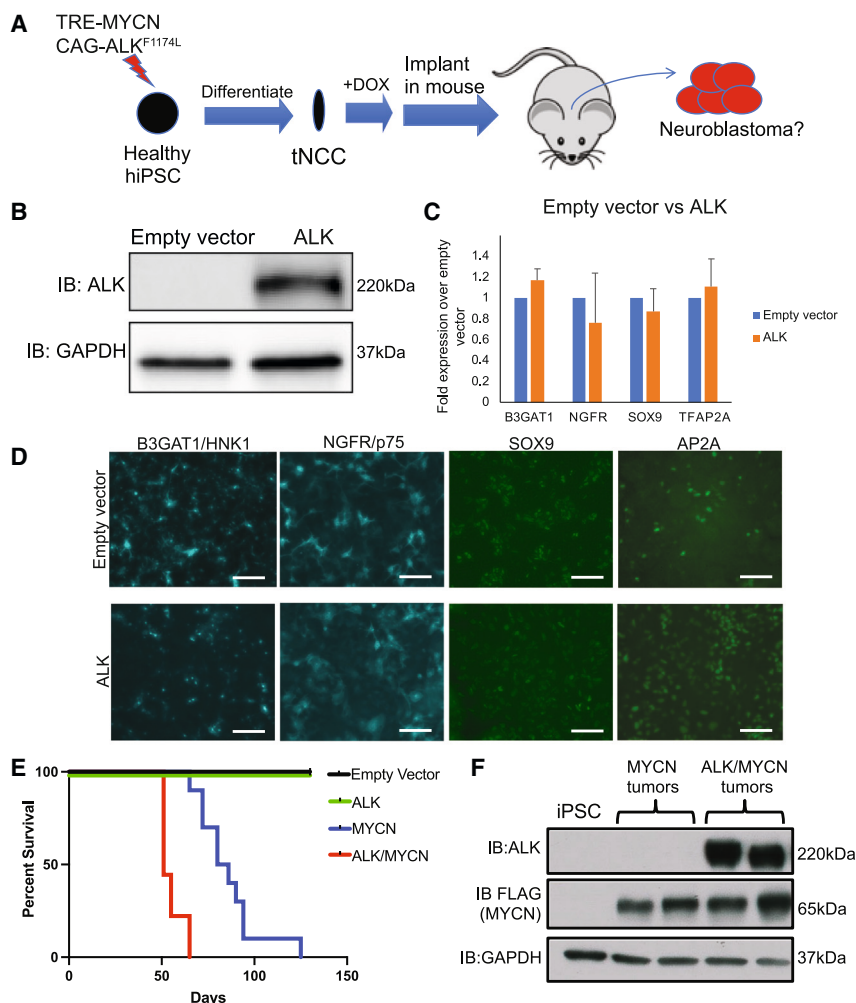 A
TRE-MYCN
CAG-ALKF1174L
Differentiate
+DOX
Implant
in mouse
Healthy
hiPSC
tNCC
Neuroblastoma?
B
Empty vector ALK
IB: ALK
220kDa
IB: GAPDH
37kDa
C
Empty vector vs ALK
Fold expression over empty
vector
1.4
1.2
1
0.8
0.6
0.4
0.2
0
B3GAT1 NGFR SOX9 TFAP2A
Empty vector
ALK
D
B3GAT1/HNK1 NGFR/p75 SOX9 AP2A
Empty vector
ALK
E
Percent Survival
100
50
0
0 50 100 150
Days
Empty Vector
ALK
MYCN
ALK/MYCN
F
iPSC
MYCN
tumors
ALK/MYCN
tumors
IB:ALK
220kDa
IB FLAG
(MYCN)
65kDa
IB:GAPDH
37kDa